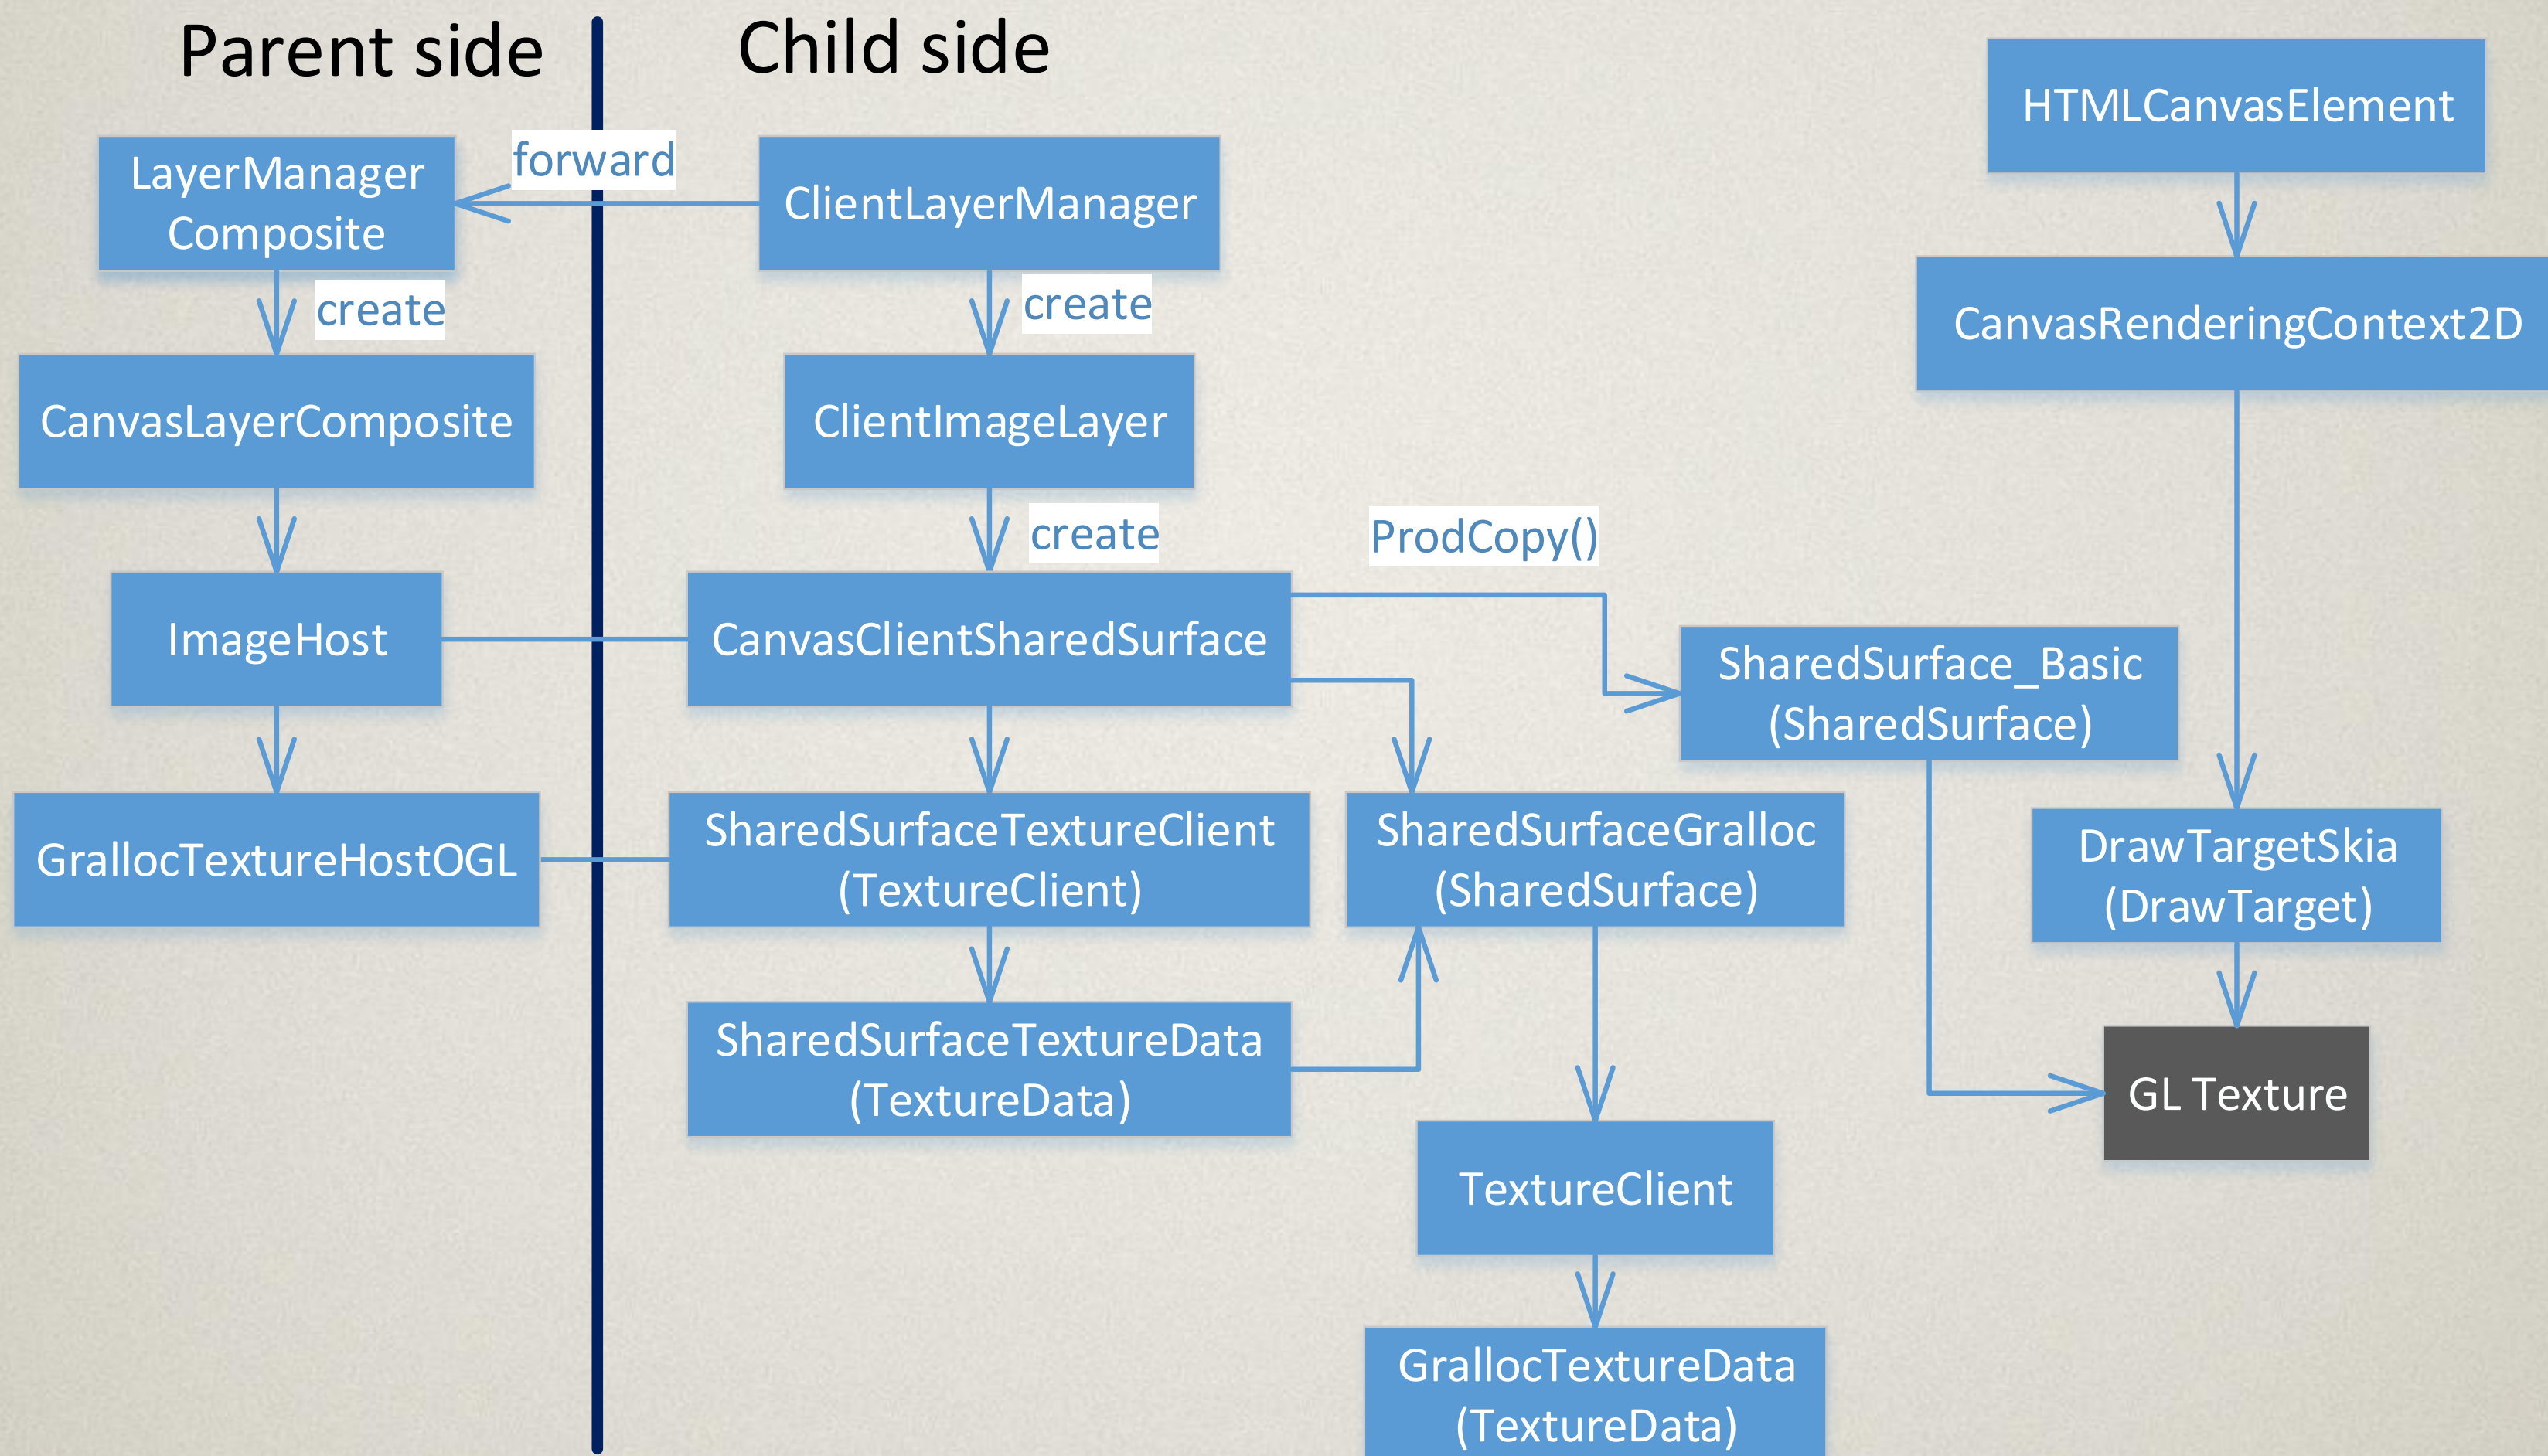 Parent side
Child side
HTMLCanvasElement
LayerManager
Composite
forward
ClientLayerManager
create
create
CanvasRenderingContext2D
CanvasLayerComposite
ClientImageLayer
create
ProdCopy()
ImageHost
CanvasClientSharedSurface
SharedSurface_Basic
(SharedSurface)
GrallocTextureHostOGL
SharedSurfaceTextureClient
(TextureClient)
SharedSurfaceGralloc
(SharedSurface)
DrawTargetSkia
(DrawTarget)
SharedSurfaceTextureData
(TextureData)
GL Texture
TextureClient
GrallocTextureData
(TextureData)